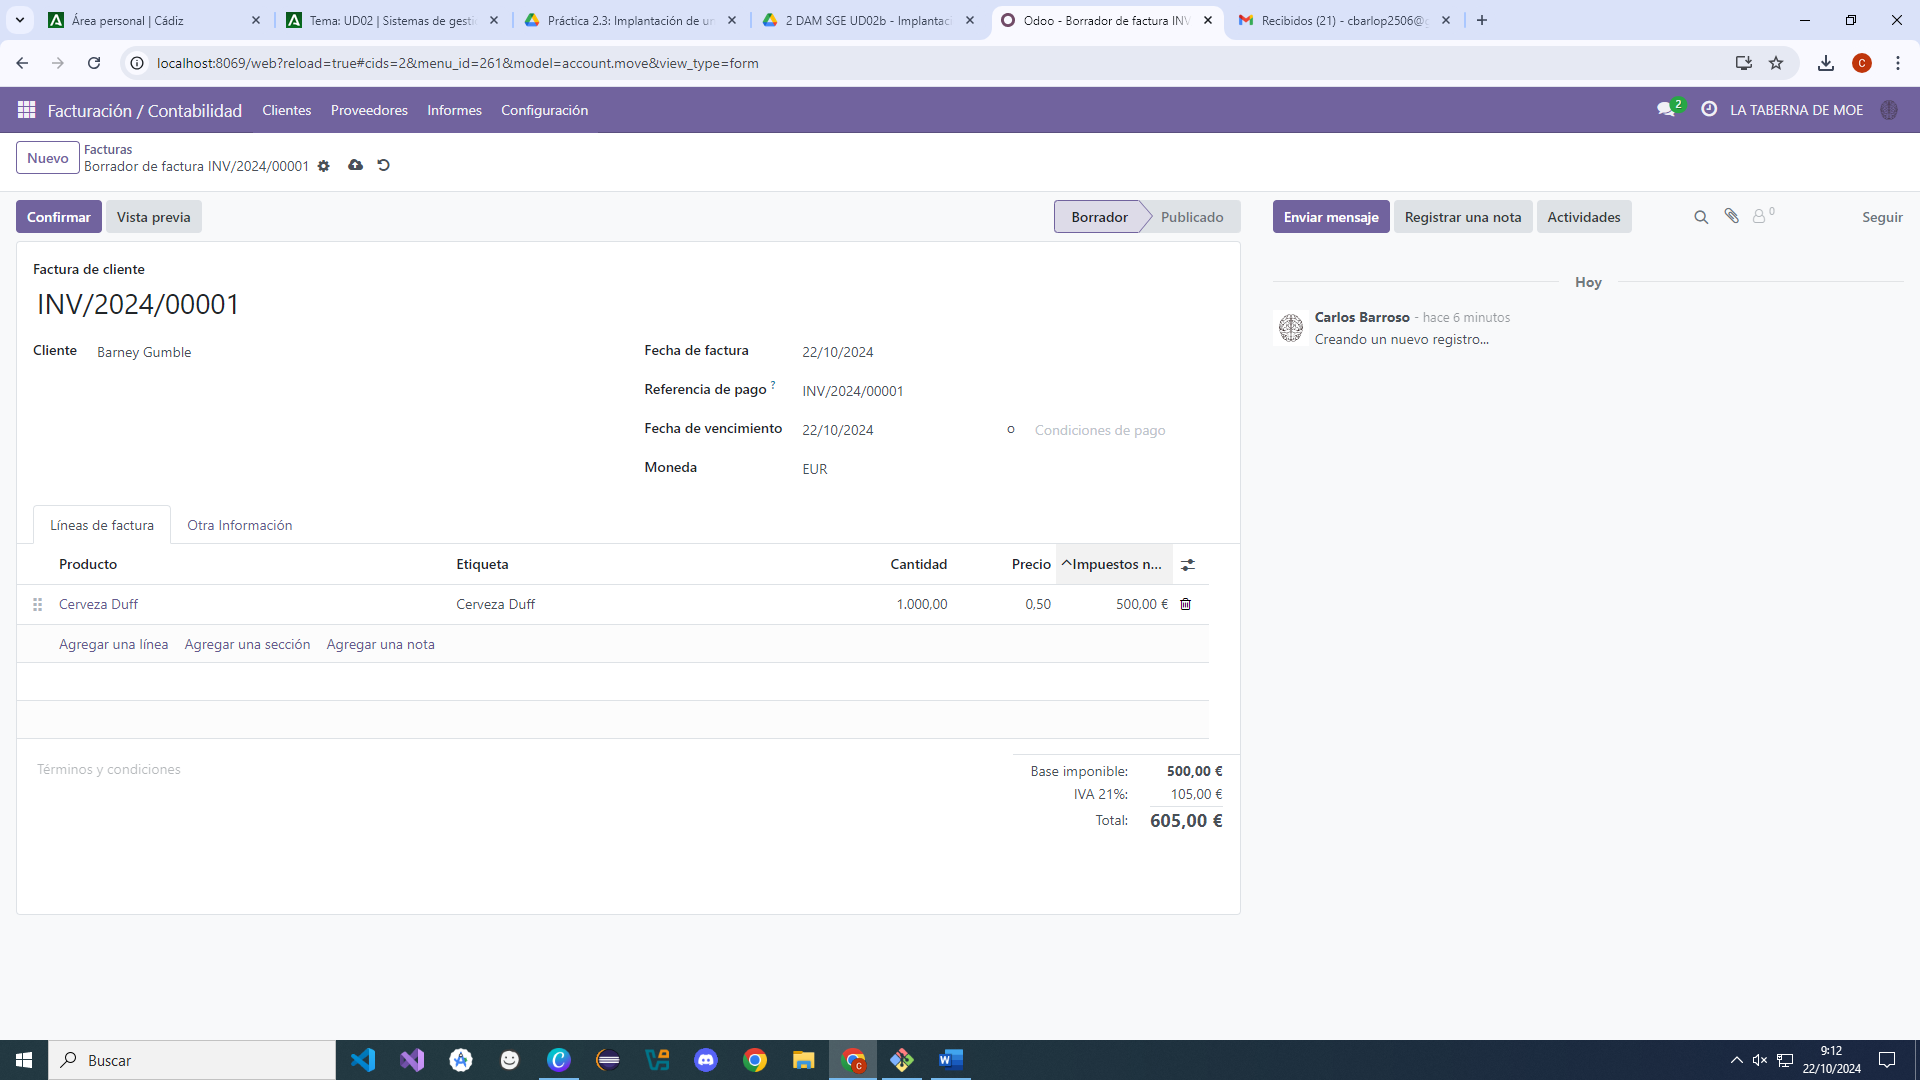 Área personal | Cádiz
Tema: UD02 | Sistemas de gesti
Práctica 2.3: Implantación de un
2 DAM SGE UD02b - Implantaci
Odoo - Borrador de factura INV
Recibidos (21) - cbarlop2506@g
localhost:8069/web?reload=true#cids=2&menu_id=261&model=account.move&view_type=form
C
Facturación / Contabilidad
Clientes
Proveedores
Informes
Configuración
2
LA TABERNA DE MOE
Nuevo
Facturas
Borrador de factura INV/2024/00001
Confirmar
Vista previa
Borrador
Publicado
Enviar mensaje
Registrar una nota
Actividades
0
Seguir
Factura de cliente
INV/2024/00001
Cliente
Barney Gumble
Fecha de factura
22/10/2024
Referencia de pago ?
INV/2024/00001
Fecha de vencimiento
22/10/2024
o
Condiciones de pago
Moneda
EUR
Hoy
Carlos Barroso - hace 6 minutos
Creando un nuevo registro...
Líneas de factura
Otra Información
Producto
Etiqueta
Cantidad
Precio
Impuestos n...
Cerveza Duff
Cerveza Duff
1.000,00
0,50
500,00 €
Agregar una línea
Agregar una sección
Agregar una nota
Términos y condiciones
Base imponible: 500,00 €
IVA 21%: 105,00 €
Total: 605,00 €
Buscar
9:12
22/10/2024